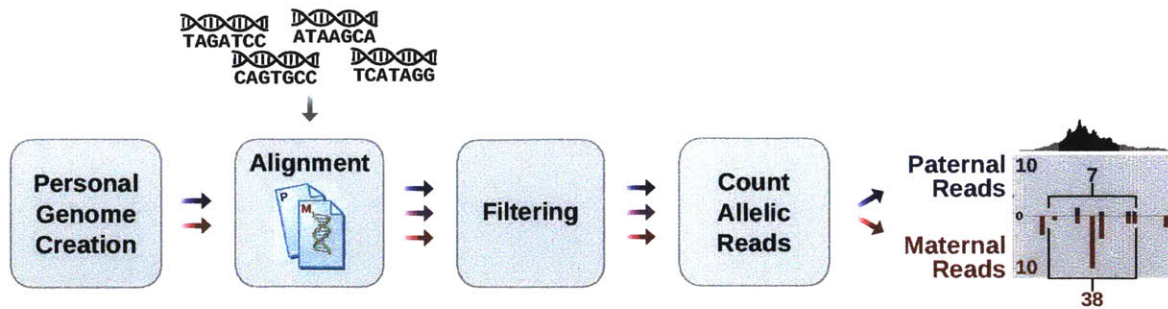 TAGATCC
ATAAGCA
CAGTGCC
TCATAGG
Personal
Genome
Creation
Alignment
P
M
Filtering
Count
Allelic
Reads
Paternal
Reads
Maternal
Reads
10
7
0
10
38